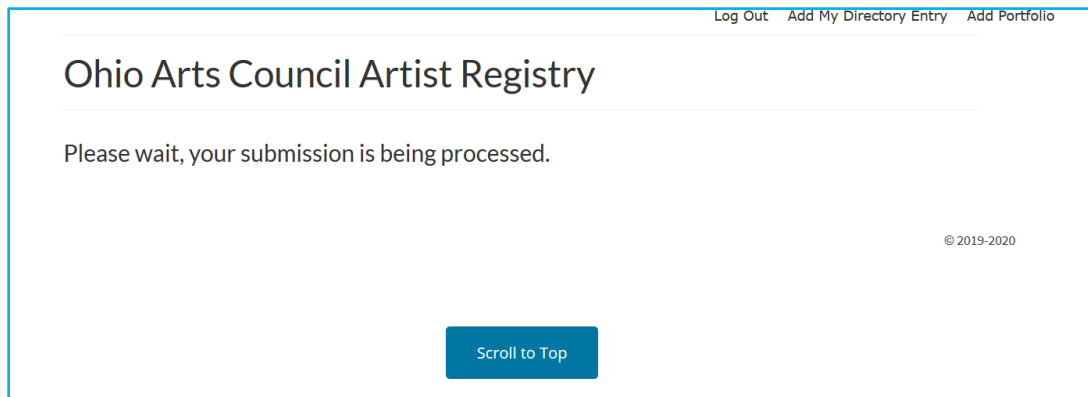 Log Out Add My Directory Entry Add Portfolio
Ohio Arts Council Artist Registry
Please wait, your submission is being processed.
© 2019-2020
Scroll to Top